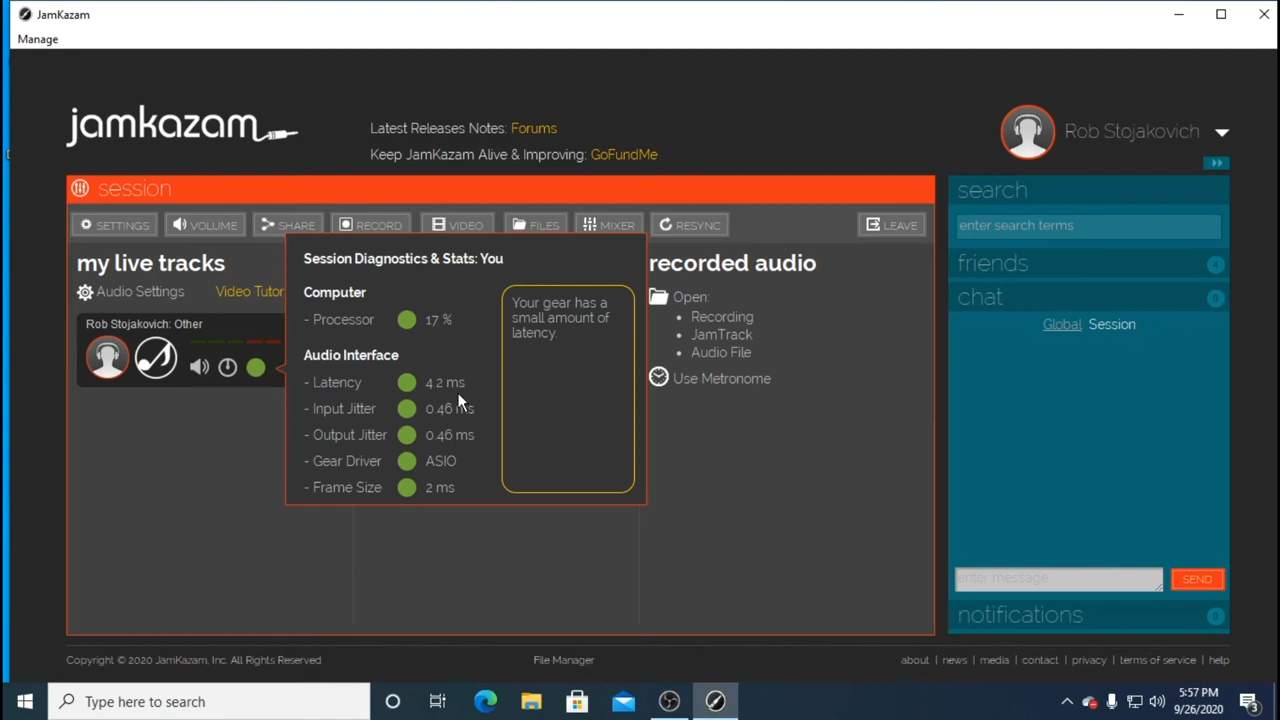 JamKazam
Manage
jamkazam
Latest Releases Notes: Forums
Keep JamKazam Alive & Improving: GoFundMe
Rob Stojakovich
session
SETTINGS
VOLUME
SHARE
RECORD
VIDEO
FILES
MIXER
RESYNC
LEAVE
my live tracks
Audio Settings
Video Tutor
Rob Stojakovich: Other
Session Diagnostics & Stats: You
Computer
- Processor 17 %
Audio Interface
- Latency 4.2 ms
- Input Jitter 0.46 ms
- Output Jitter 0.46 ms
- Gear Driver ASIO
- Frame Size 2 ms
Your gear has a
small amount of
latency.
recorded audio
Open:
• Recording
• JamTrack
• Audio File
Use Metronome
search
enter search terms
friends 4
chat 0
Global Session
enter message
SEND
notifications 0
Copyright © 2020 JamKazam, Inc. All Rights Reserved
File Manager
about | news | media | contact | privacy | terms of service | help
Type here to search
5:57 PM
9/26/2020
3